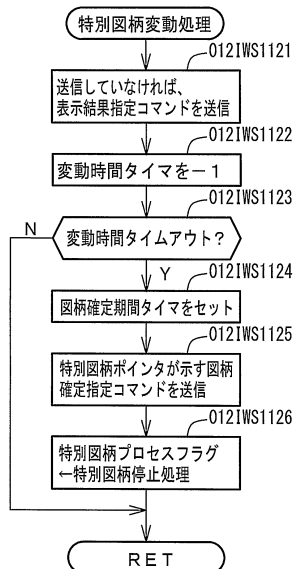 特別図柄変動処理
012IWS1121
送信していなければ、
表示結果指定コマンドを送信
012IWS1122
変動時間タイマを－１
012IWS1123
N
変動時間タイムアウト？
Y
012IWS1124
図柄確定期間タイマをセット
012IWS1125
特別図柄ポインタが示す図柄
確定指定コマンドを送信
012IWS1126
特別図柄プロセスフラグ
←特別図柄停止処理
ＲＥＴ